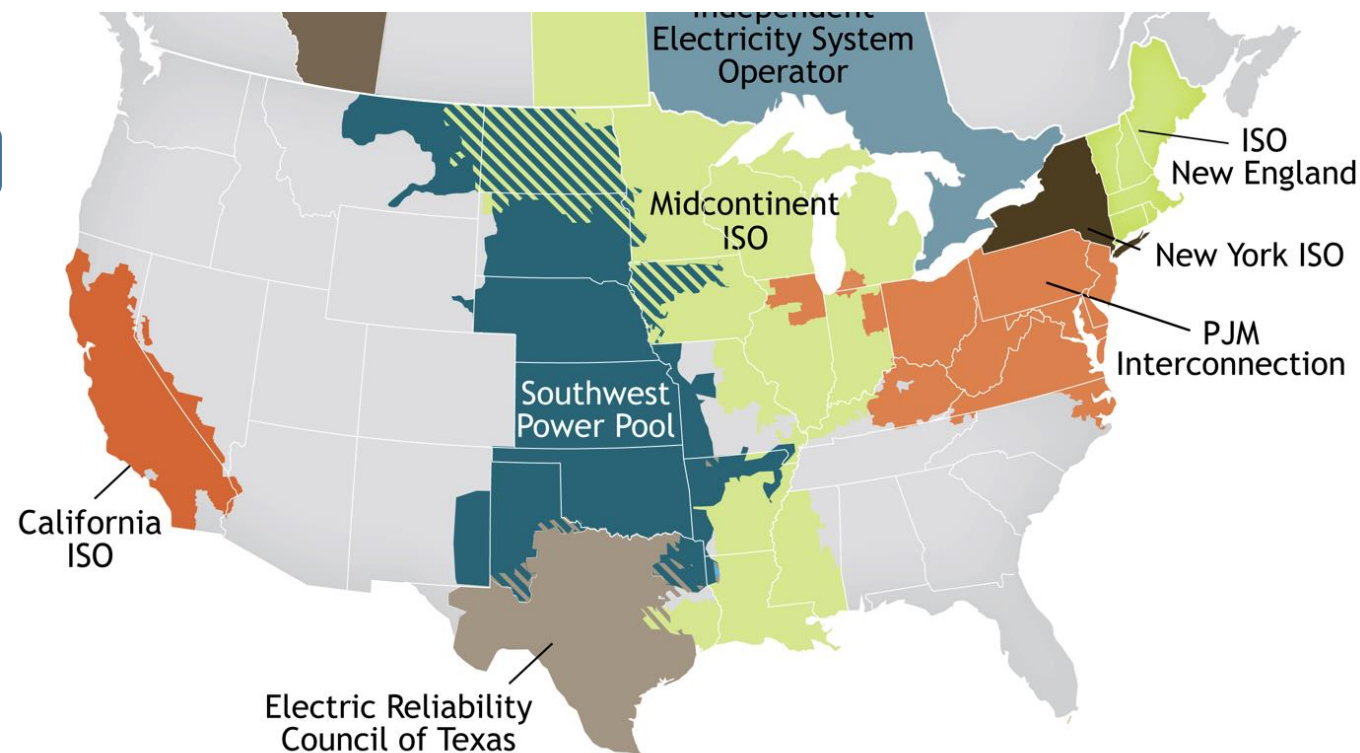 Independent
Electricity System
Operator
ISO
New England
Midcontinent
ISO
New York ISO
PJM
Interconnection
Southwest
Power Pool
California
ISO
Electric Reliability
Council of Texas